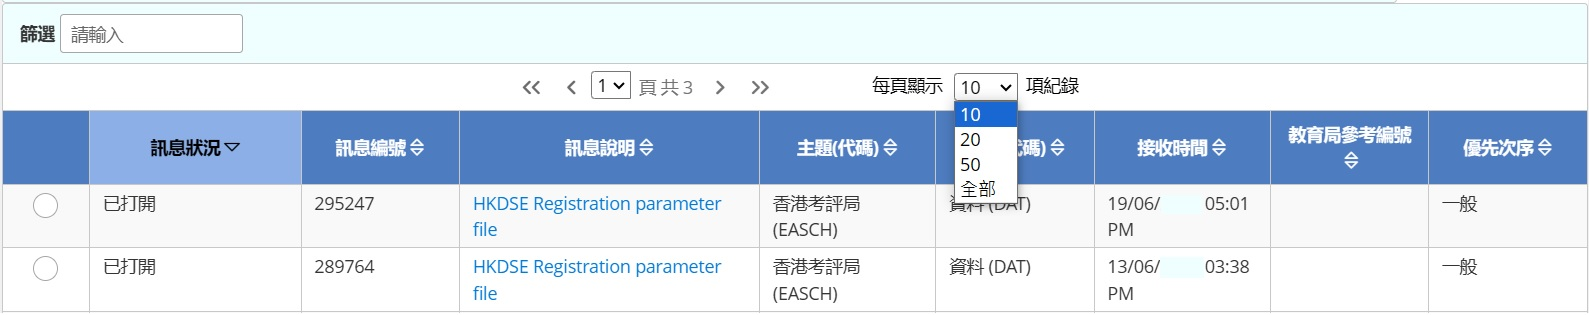 篩選 請輸入
1 頁共 3 每頁顯示 10 項紀錄
10
20
50
全部
訊息狀況 訊息編號 訊息說明 主題(代碼) 代碼) 接收時間 教育局參考編號 優先次序
已打開 295247 HKDSE Registration parameter file 香港考評局 (EASCH) 資料 (DAT) 19/06/ 05:01 PM 一般
已打開 289764 HKDSE Registration parameter file 香港考評局 (EASCH) 資料 (DAT) 13/06/ 03:38 PM 一般